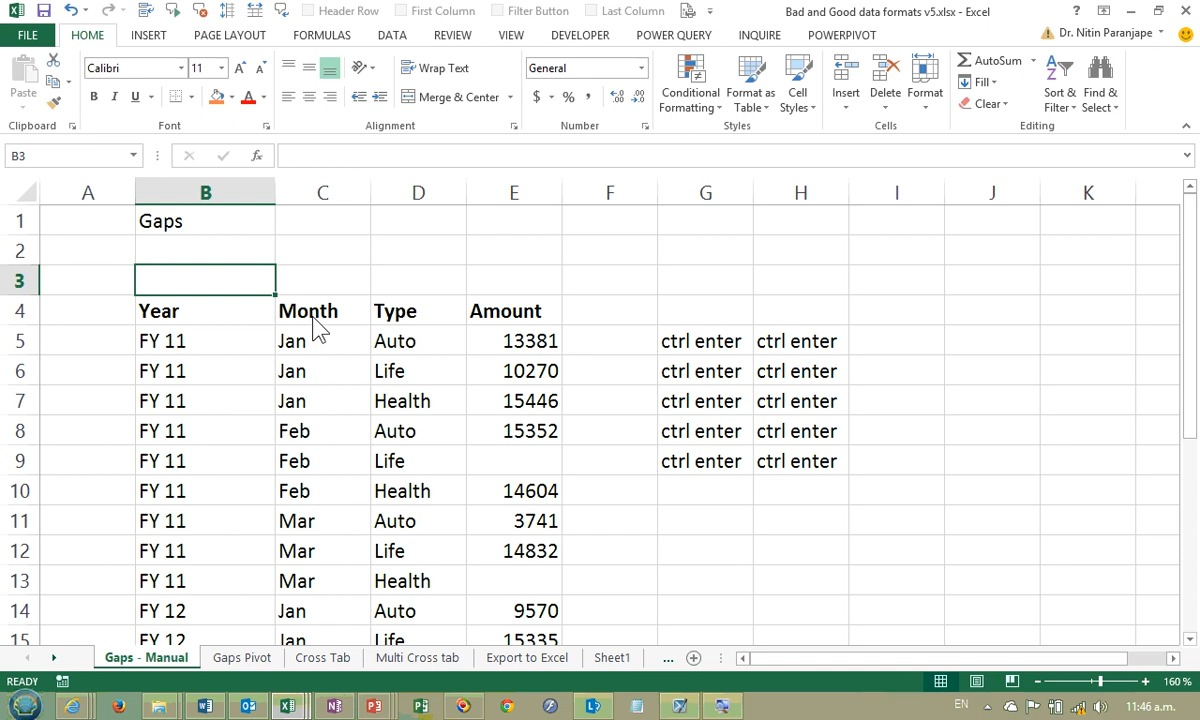 Header Row First Column Filter Button Last Column Bad and Good data formats v5.xlsx - Excel ?
FILE HOME INSERT PAGE LAYOUT FORMULAS DATA REVIEW VIEW DEVELOPER POWER QUERY INQUIRE POWERPIVOT Dr. Nitin Paranjape
Paste Calibri 11 A A Wrap Text General Conditional Formatting Format as Table Cell Styles Insert Delete Format AutoSum Fill Clear Sort & Filter Find & Select
B I U A Merge & Center $ % ,
Clipboard Font Alignment Number Styles Cells Editing
B3 fx
A B C D E F G H I J K
1 Gaps
2
3
4 Year Month Type Amount
5 FY 11 Jan Auto 13381 ctrl enter ctrl enter
6 FY 11 Jan Life 10270 ctrl enter ctrl enter
7 FY 11 Jan Health 15446 ctrl enter ctrl enter
8 FY 11 Feb Auto 15352 ctrl enter ctrl enter
9 FY 11 Feb Life ctrl enter ctrl enter
10 FY 11 Feb Health 14604
11 FY 11 Mar Auto 3741
12 FY 11 Mar Life 14832
13 FY 11 Mar Health
14 FY 12 Jan Auto 9570
15 FY 12 Jan Life 15335
Gaps - Manual Gaps Pivot Cross Tab Multi Cross tab Export to Excel Sheet1 ...
READY 160 %
EN 11:46 a.m.